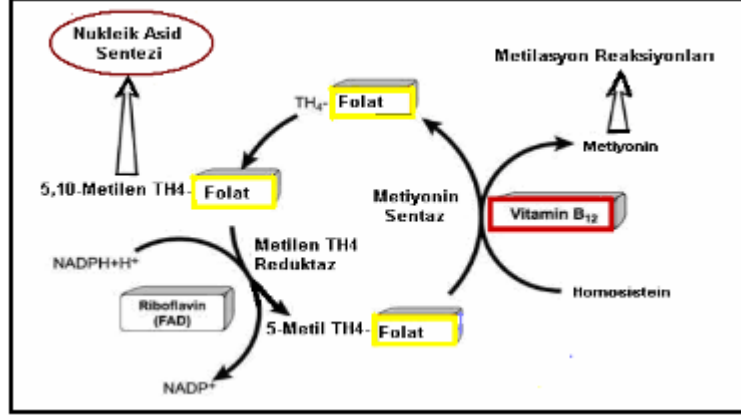 Nukleik Asid
Sentezi
Metilasyon Reaksiyonları
TH₄- Folat
Metiyonin
5,10-Metilen TH4- Folat
Metiyonin
Sentaz
Vitamin B₁₂
Metilen TH4
Reduktaz
NADPH+H⁺
Riboflavin
(FAD)
Homosistein
5-Metil TH4- Folat
NADP⁺